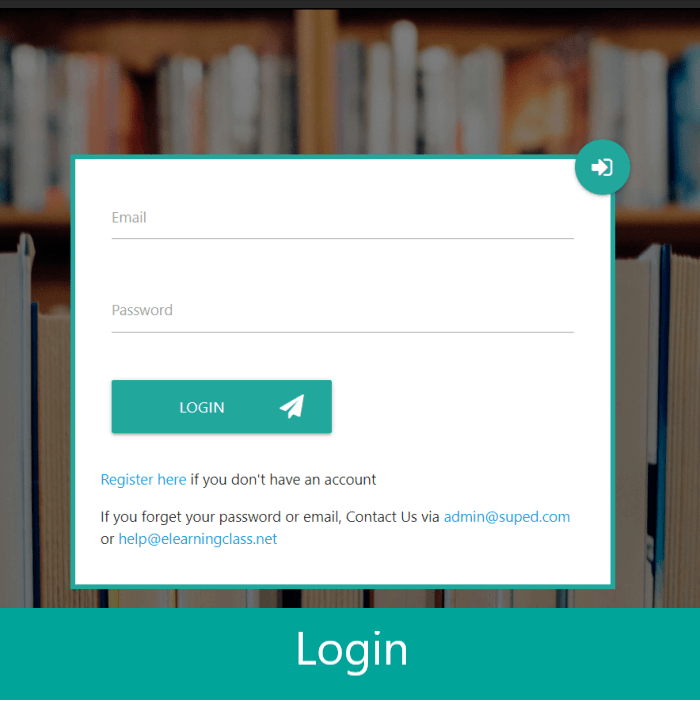 Email
Password
LOGIN
Register here if you don't have an account
If you forget your password or email, Contact Us via admin@suped.com
or help@elearningclass.net
Login